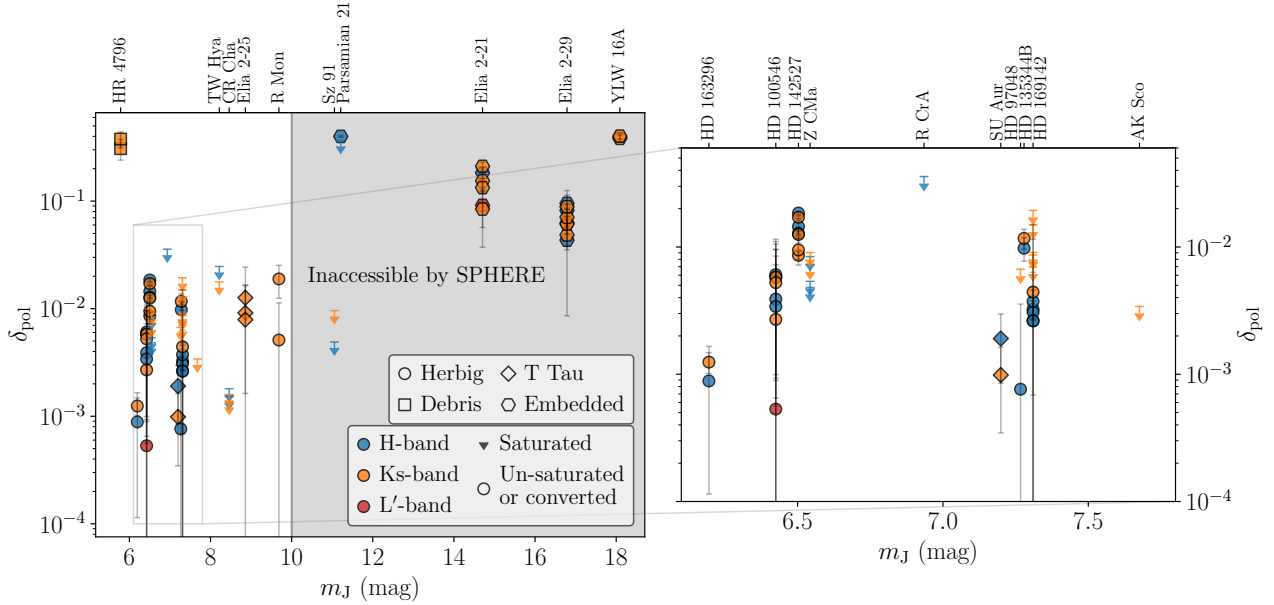 HR 4796
TW Hya
CR Cha
Elia 2-25
R Mon
Sz 91
Parsamian 21
Elia 2-21
Elia 2-29
YLW 16A
10⁻¹
10⁻²
10⁻³
10⁻⁴
δpol
Inaccessible by SPHERE
Herbig
T Tau
Debris
Embedded
H-band
Saturated
Ks-band
Un-saturated
or converted
L′-band
6
8
10
12
14
16
18
mJ (mag)
HD 163296
HD 100546
HD 142527
Z CMa
R CrA
SU Aur
HD 97048
HD 135344B
HD 169142
AK Sco
10⁻²
10⁻³
10⁻⁴
δpol
6.5
7.0
7.5
mJ (mag)